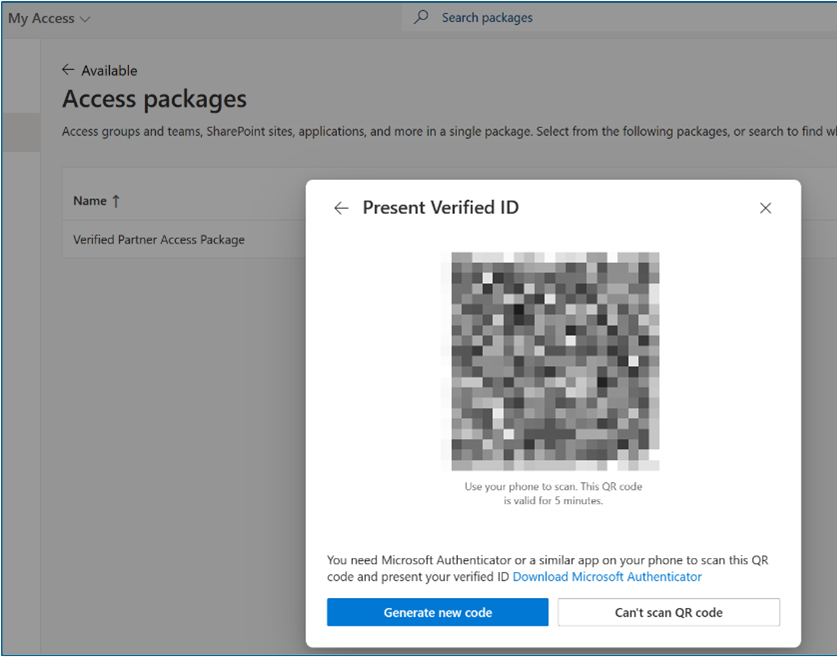 My Access
Search packages
Available
Access packages
Access groups and teams, SharePoint sites, applications, and more in a single package. Select from the following packages, or search to find
Name
Verified Partner Access Package
Present Verified ID
Use your phone to scan. This QR code
is valid for 5 minutes.
You need Microsoft Authenticator or a similar app on your phone to scan this QR
code and present your verified ID Download Microsoft Authenticator
Generate new code
Can't scan QR code